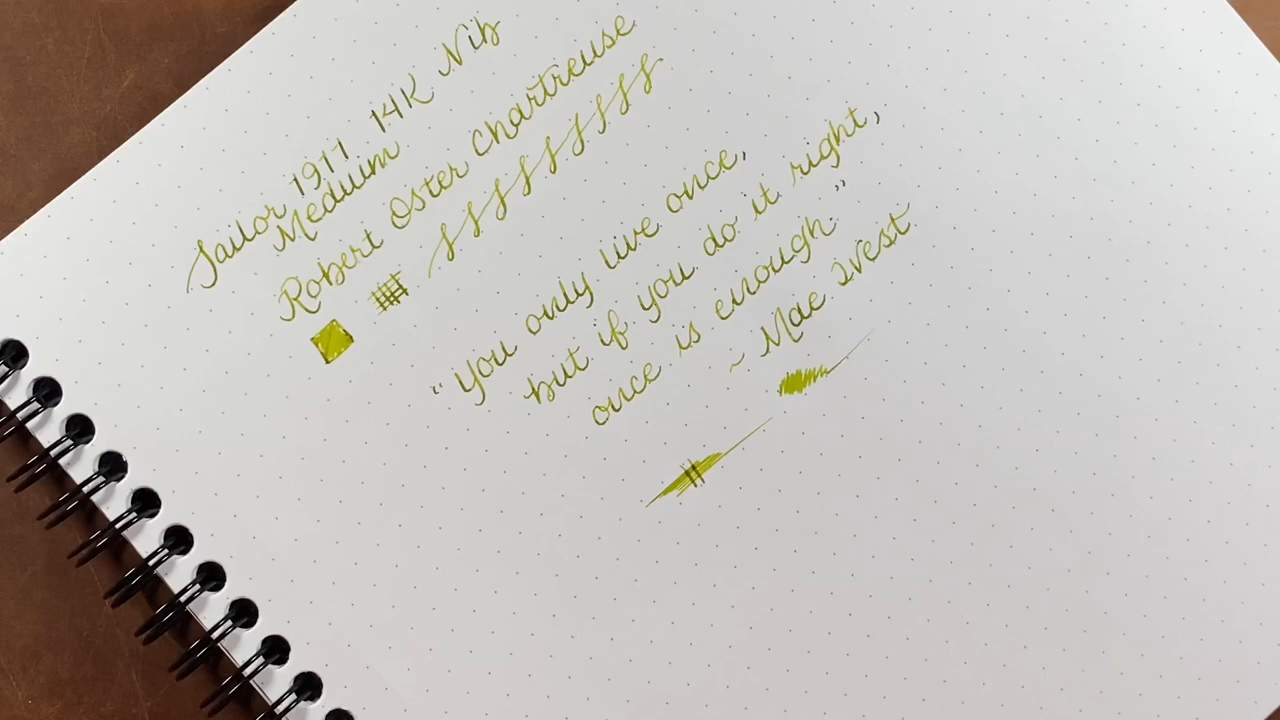 Sailor 1911 14K Nib
Medium
Robert Oster Chartreuse
"You only live once,
but if you do it right,
once is enough."
~ Mae West